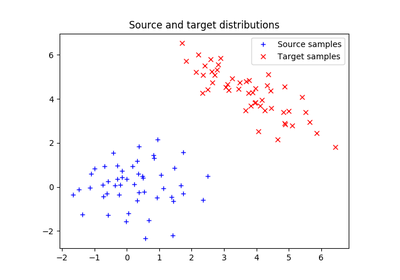 Source and target distributions
Source samples
Target samples
6
4
2
0
−2
−2 −1 0 1 2 3 4 5 6